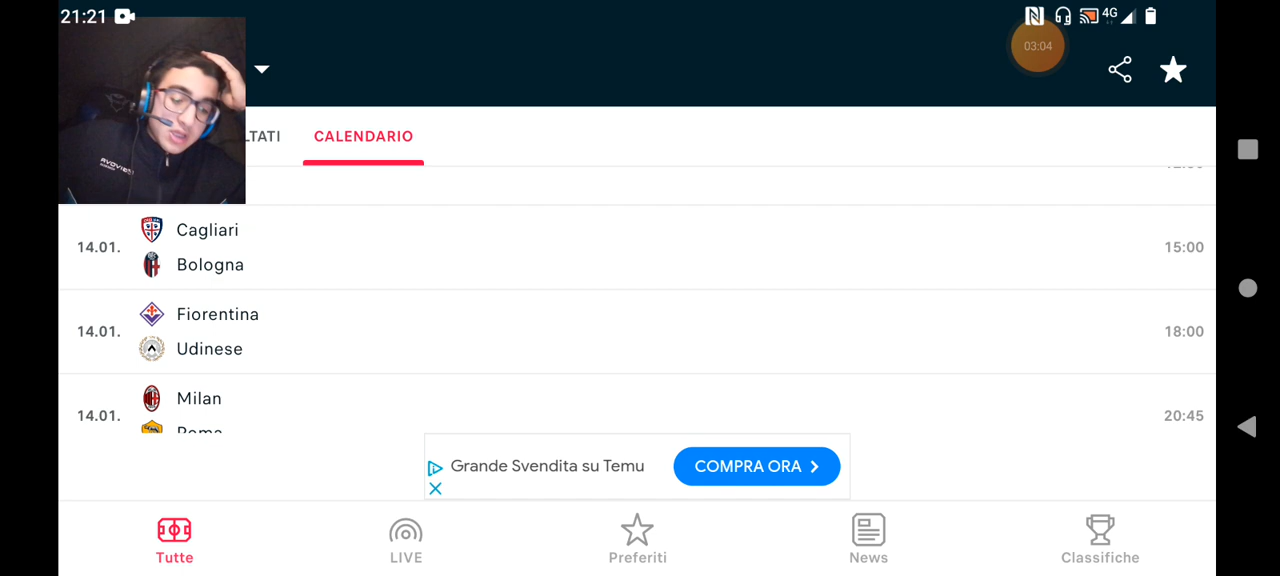 21:21
4G
03:04
LTATI CALENDARIO
14.01. Cagliari 15:00
Bologna
14.01. Fiorentina 18:00
Udinese
14.01. Milan 20:45
Roma
Grande Svendita su Temu COMPRA ORA
Tutte LIVE Preferiti News Classifiche